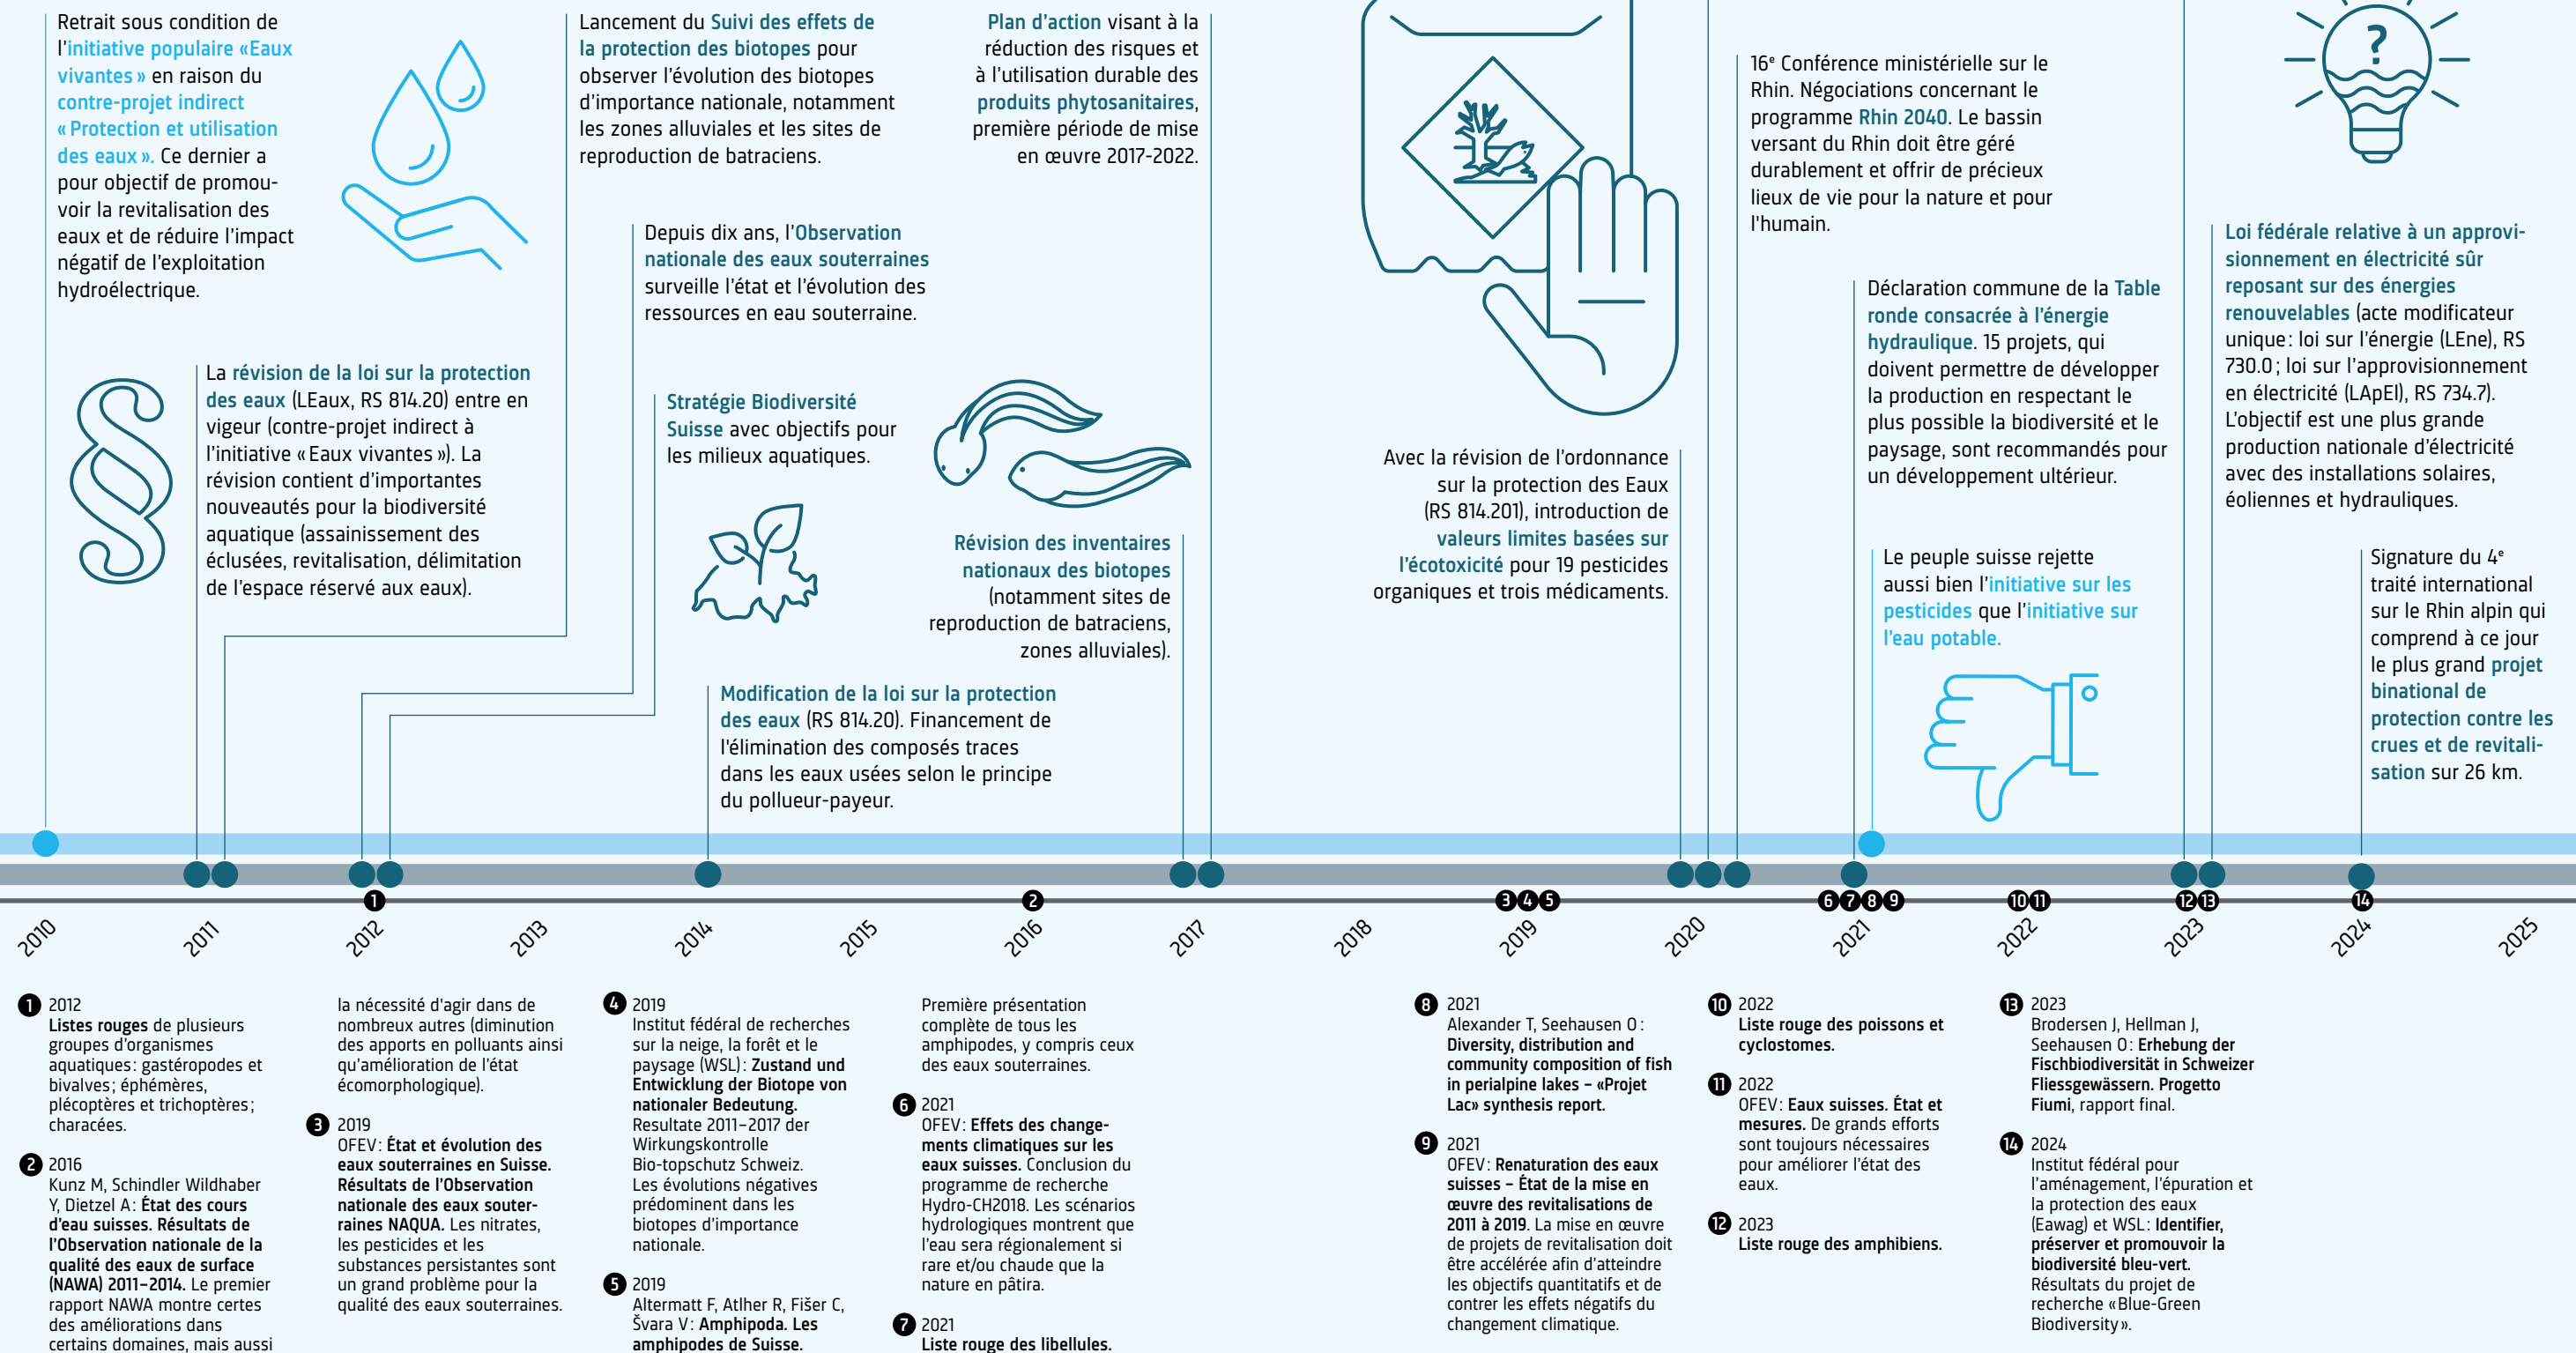 Retrait sous condition de
l’initiative populaire «Eaux
vivantes» en raison du
contre-projet indirect
«Protection et utilisation
des eaux». Ce dernier a
pour objectif de promou-
voir la revitalisation des
eaux et de réduire l’impact
négatif de l’exploitation
hydroélectrique.
La révision de la loi sur la protection
des eaux (LEaux, RS 814.20) entre en
vigeur (contre-projet indirect à
l’initiative «Eaux vivantes»). La
révision contient d’importantes
nouveautés pour la biodiversité
aquatique (assainissement des
éclusées, revitalisation, délimitation
de l’espace réservé aux eaux).
Lancement du Suivi des effets de
la protection des biotopes pour
observer l’évolution des biotopes
d’importance nationale, notamment
les zones alluviales et les sites de
reproduction de batraciens.
Depuis dix ans, l’Observation
nationale des eaux souterraines
surveille l’état et l’évolution des
ressources en eau souterraine.
Stratégie Biodiversité
Suisse avec objectifs pour
les milieux aquatiques.
Modification de la loi sur la protection
des eaux (RS 814.20). Financement de
l'élimination des composés traces
dans les eaux usées selon le principe
du pollueur-payeur.
Révision des inventaires
nationaux des biotopes
(notamment sites de
reproduction de batraciens,
zones alluviales).
Plan d’action visant à la
réduction des risques et
à l’utilisation durable des
produits phytosanitaires,
première période de mise
en œuvre 2017-2022.
Avec la révision de l’ordonnance
sur la protection des Eaux
(RS 814.201), introduction de
valeurs limites basées sur
l’écotoxicité pour 19 pesticides
organiques et trois médicaments.
16e Conférence ministérielle sur le
Rhin. Négociations concernant le
programme Rhin 2040. Le bassin
versant du Rhin doit être géré
durablement et offrir de précieux
lieux de vie pour la nature et pour
l'humain.
Déclaration commune de la Table
ronde consacrée à l’énergie
hydraulique. 15 projets, qui
doivent permettre de développer
la production en respectant le
plus possible la biodiversité et le
paysage, sont recommandés pour
un développement ultérieur.
Le peuple suisse rejette
aussi bien l’initiative sur les
pesticides que l’initiative sur
l’eau potable.
?
Loi fédérale relative à un approvi-
sionnement en électricité sûr
reposant sur des énergies
renouvelables (acte modificateur
unique: loi sur l’énergie (LEne), RS
730.0; loi sur l’approvisionnement
en électricité (LApEl), RS 734.7).
L’objectif est une plus grande
production nationale d’électricité
avec des installations solaires,
éoliennes et hydrauliques.
Signature du 4e
traité international
sur le Rhin alpin qui
comprend à ce jour
le plus grand projet
binational de
protection contre les
crues et de revitali-
sation sur 26 km.
§
1 2 3 4 5 6 7 8 9 10 11 12 13 14
2010 2011 2012 2013 2014 2015 2016 2017 2018 2019 2020 2021 2022 2023 2024 2025
1 2012
Listes rouges de plusieurs
groupes d’organismes
aquatiques: gastéropodes et
bivalves; éphémères,
plécoptères et trichoptères;
characées.
2 2016
Kunz M, Schindler Wildhaber
Y, Dietzel A: État des cours
d’eau suisses. Résultats de
l’Observation nationale de la
qualité des eaux de surface
(NAWA) 2011–2014. Le premier
rapport NAWA montre certes
des améliorations dans
certains domaines, mais aussi
la nécessité d'agir dans de
nombreux autres (diminution
des apports en polluants ainsi
qu’amélioration de l’état
écomorphologique).
3 2019
OFEV: État et évolution des
eaux souterraines en Suisse.
Résultats de l’Observation
nationale des eaux souter-
raines NAQUA. Les nitrates,
les pesticides et les
substances persistantes sont
un grand problème pour la
qualité des eaux souterraines.
4 2019
Institut fédéral de recherches
sur la neige, la forêt et le
paysage (WSL): Zustand und
Entwicklung der Biotope von
nationaler Bedeutung.
Resultate 2011–2017 der
Wirkungskontrolle
Bio-topschutz Schweiz.
Les évolutions négatives
prédominent dans les
biotopes d’importance
nationale.
5 2019
Altermatt F, Atlher R, Fišer C,
Švara V: Amphipoda. Les
amphipodes de Suisse.
Première présentation
complète de tous les
amphipodes, y compris ceux
des eaux souterraines.
6 2021
OFEV: Effets des change-
ments climatiques sur les
eaux suisses. Conclusion du
programme de recherche
Hydro-CH2018. Les scénarios
hydrologiques montrent que
l’eau sera régionalement si
rare et/ou chaude que la
nature en pâtira.
7 2021
Liste rouge des libellules.
8 2021
Alexander T, Seehausen O:
Diversity, distribution and
community composition of fish
in perialpine lakes – «Projet
Lac» synthesis report.
9 2021
OFEV: Renaturation des eaux
suisses – État de la mise en
œuvre des revitalisations de
2011 à 2019. La mise en œuvre
de projets de revitalisation doit
être accélérée afin d’atteindre
les objectifs quantitatifs et de
contrer les effets négatifs du
changement climatique.
10 2022
Liste rouge des poissons et
cyclostomes.
11 2022
OFEV: Eaux suisses. État et
mesures. De grands efforts
sont toujours nécessaires
pour améliorer l’état des
eaux.
12 2023
Liste rouge des amphibiens.
13 2023
Brodersen J, Hellman J,
Seehausen O: Erhebung der
Fischbiodiversität in Schweizer
Fliessgewässern. Progetto
Fiumi, rapport final.
14 2024
Institut fédéral pour
l’aménagement, l’épuration et
la protection des eaux
(Eawag) et WSL: Identifier,
préserver et promouvoir la
biodiversité bleu-vert.
Résultats du projet de
recherche «Blue-Green
Biodiversity».